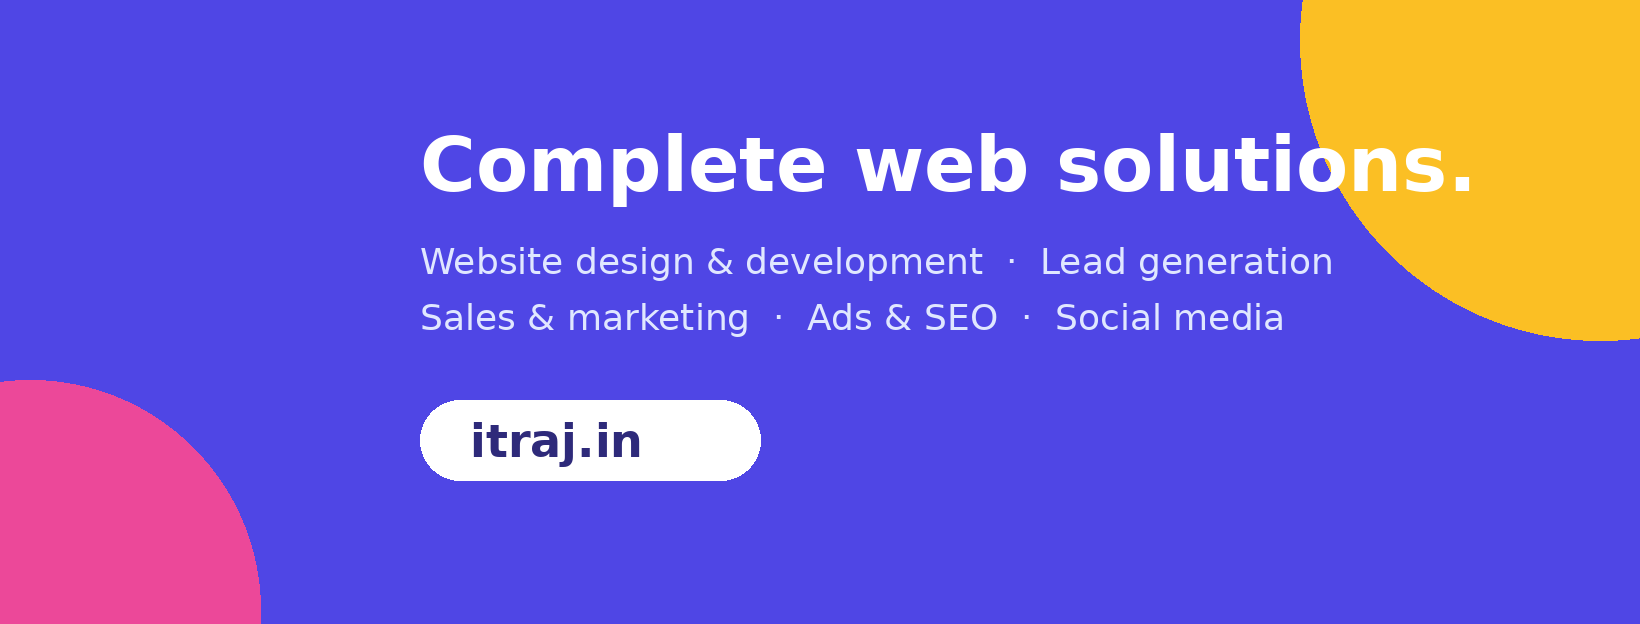 Complete web solutions.
Website design & development · Lead generation
Sales & marketing · Ads & SEO · Social media
itraj.in